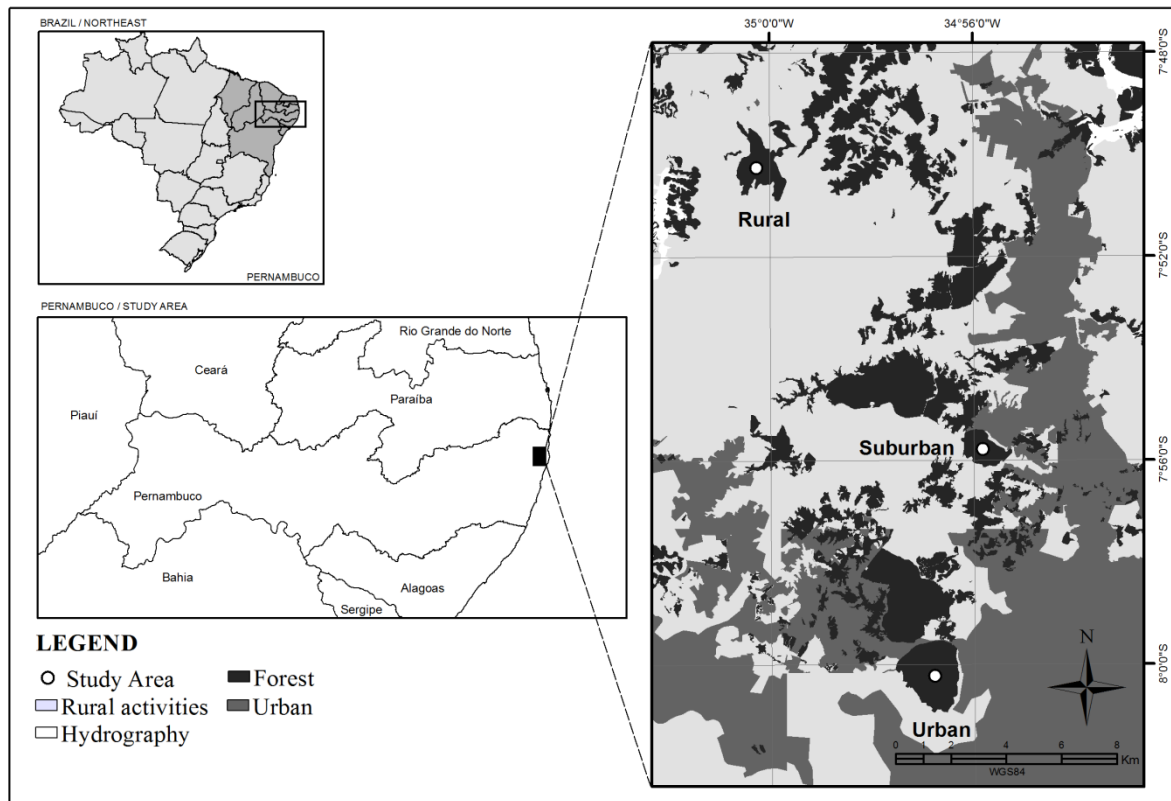 BRAZIL / NORTHEAST
PERNAMBUCO
PERNAMBUCO / STUDY AREA
Rio Grande do Norte
Ceará
Paraíba
Piauí
Pernambuco
Bahia
Alagoas
Sergipe
LEGEND
Study Area
Forest
Rural activities
Urban
Hydrography
35°0'0"W
34°56'0"W
7°48'0"S
7°52'0"S
7°56'0"S
8°0'0"S
Rural
Suburban
Urban
N
0 1 2 4 6 8
Km
WGS84